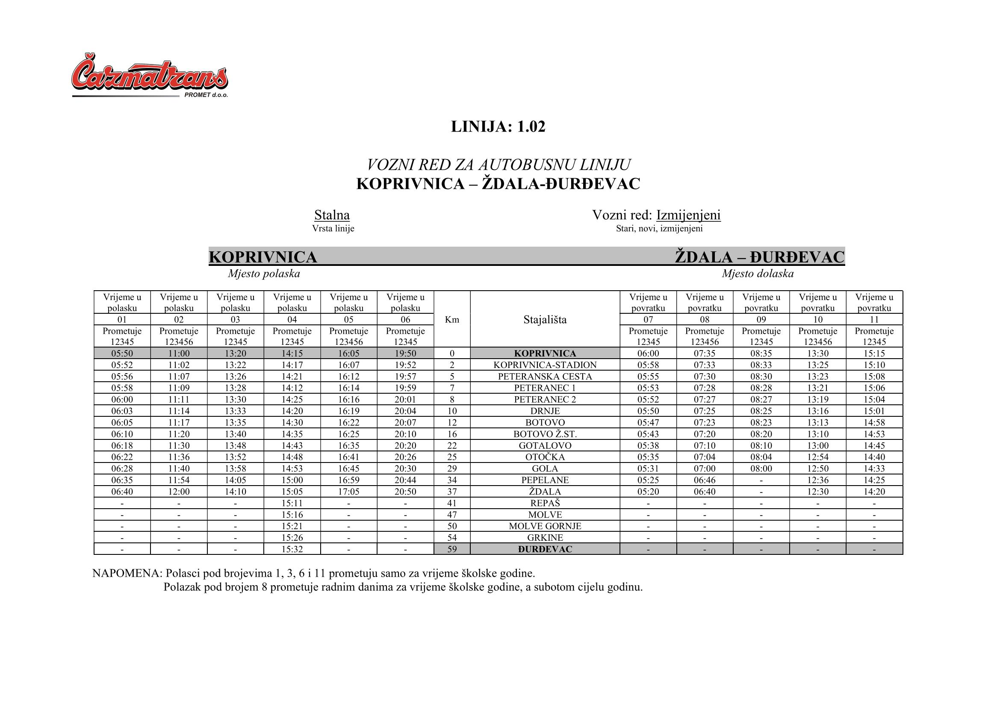 Čazmatrans
PROMET d.o.o.
LINIJA: 1.02
VOZNI RED ZA AUTOBUSNU LINIJU
KOPRIVNICA – ŽDALA-ĐURĐEVAC
Stalna Vozni red: Izmijenjeni
Vrsta linije Stari, novi, izmijenjeni
KOPRIVNICA ŽDALA – ĐURĐEVAC
Mjesto polaska Mjesto dolaska
Vrijeme u Vrijeme u Vrijeme u Vrijeme u Vrijeme u Vrijeme u Vrijeme u Vrijeme u Vrijeme u Vrijeme u Vrijeme u
polasku polasku polasku polasku polasku polasku povratku povratku povratku povratku povratku
01 02 03 04 05 06 Km Stajališta 07 08 09 10 11
Prometuje Prometuje Prometuje Prometuje Prometuje Prometuje Prometuje Prometuje Prometuje Prometuje Prometuje
12345 123456 12345 12345 123456 12345 12345 123456 12345 123456 12345
05:50 11:00 13:20 14:15 16:05 19:50 0 KOPRIVNICA 06:00 07:35 08:35 13:30 15:15
05:52 11:02 13:22 14:17 16:07 19:52 2 KOPRIVNICA-STADION 05:58 07:33 08:33 13:25 15:10
05:56 11:07 13:26 14:21 16:12 19:57 5 PETERANSKA CESTA 05:55 07:30 08:30 13:23 15:08
05:58 11:09 13:28 14:12 16:14 19:59 7 PETERANEC 1 05:53 07:28 08:28 13:21 15:06
06:00 11:11 13:30 14:25 16:16 20:01 8 PETERANEC 2 05:52 07:27 08:27 13:19 15:04
06:03 11:14 13:33 14:20 16:19 20:04 10 DRNJE 05:50 07:25 08:25 13:16 15:01
06:05 11:17 13:35 14:30 16:22 20:07 12 BOTOVO 05:47 07:23 08:23 13:13 14:58
06:10 11:20 13:40 14:35 16:25 20:10 16 BOTOVO Ž.ST. 05:43 07:20 08:20 13:10 14:53
06:18 11:30 13:48 14:43 16:35 20:20 22 GOTALOVO 05:38 07:10 08:10 13:00 14:45
06:22 11:36 13:52 14:48 16:41 20:26 25 OTOČKA 05:35 07:04 08:04 12:54 14:40
06:28 11:40 13:58 14:53 16:45 20:30 29 GOLA 05:31 07:00 08:00 12:50 14:33
06:35 11:54 14:05 15:00 16:59 20:44 34 PEPELANE 05:25 06:46 - 12:36 14:25
06:40 12:00 14:10 15:05 17:05 20:50 37 ŽDALA 05:20 06:40 - 12:30 14:20
- - - 15:11 - - 41 REPAŠ - - - - -
- - - 15:16 - - 47 MOLVE - - - - -
- - - 15:21 - - 50 MOLVE GORNJE - - - - -
- - - 15:26 - - 54 GRKINE - - - - -
- - - 15:32 - - 59 ĐURĐEVAC - - - - -
NAPOMENA: Polasci pod brojevima 1, 3, 6 i 11 prometuju samo za vrijeme školske godine.
Polazak pod brojem 8 prometuje radnim danima za vrijeme školske godine, a subotom cijelu godinu.